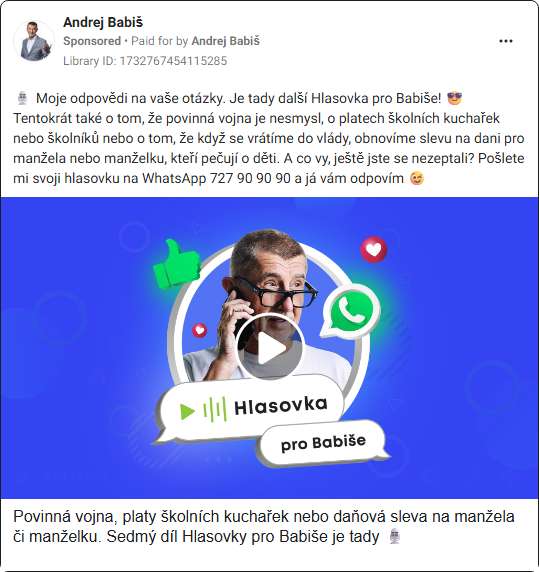 Andrej Babiš
Sponsored • Paid for by Andrej Babiš
Library ID: 1732767454115285
🎙️ Moje odpovědi na vaše otázky. Je tady další Hlasovka pro Babiše! 😎
Tentokrát také o tom, že povinná vojna je nesmysl, o platech školních kuchařek
nebo školníků nebo o tom, že když se vrátíme do vlády, obnovíme slevu na dani pro
manžela nebo manželku, kteří pečují o děti. A co vy, ještě jste se nezeptali? Pošlete
mi svoji hlasovku na WhatsApp 727 90 90 90 a já vám odpovím 😉
Hlasovka
pro Babiše
Povinná vojna, platy školních kuchařek nebo daňová sleva na manžela
či manželku. Sedmý díl Hlasovky pro Babiše je tady 🎙️